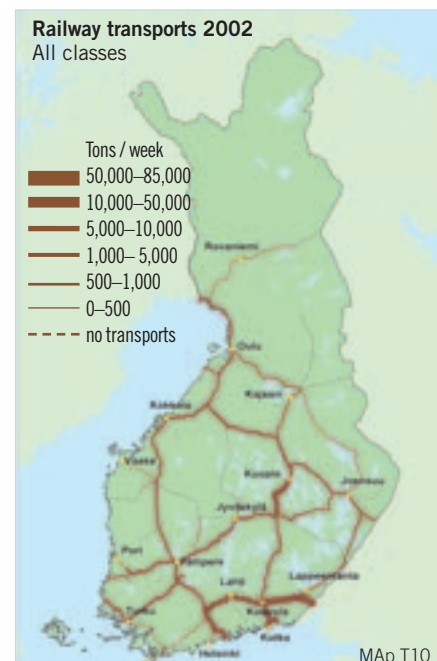 Railway transports 2002
All classes
Tons / week
50,000–85,000
10,000–50,000
5,000–10,000
1,000– 5,000
500–1,000
0–500
no transports
Rovaniemi
Oulu
Kajaani
Kokkola
Vaasa
Kuopio
Joensuu
Jyväskylä
Pori
Tampere
Lappeenranta
Lahti
Turku
Kouvola
Kotka
Helsinki
MAp T10